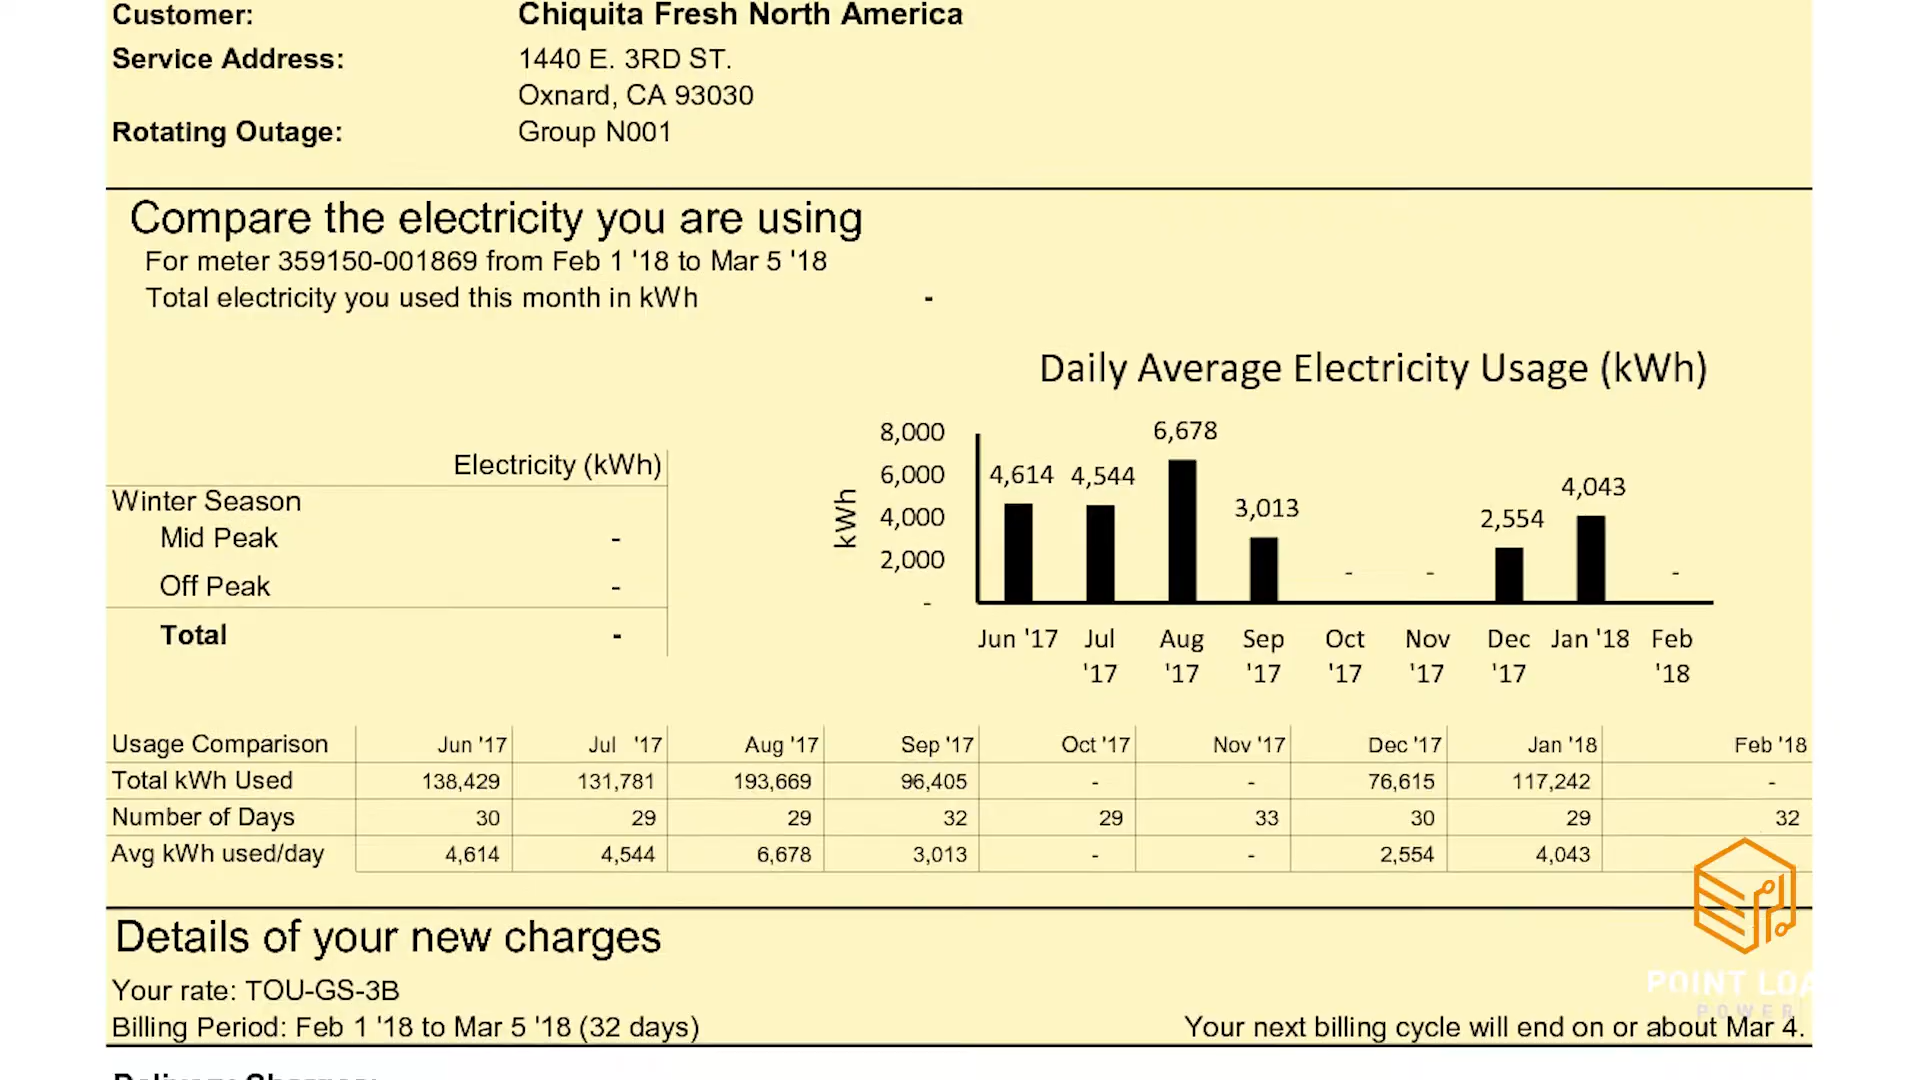 Customer: Chiquita Fresh North America
Service Address: 1440 E. 3RD ST.
Oxnard, CA 93030
Rotating Outage: Group N001
Compare the electricity you are using
For meter 359150-001869 from Feb 1 '18 to Mar 5 '18
Total electricity you used this month in kWh -
Electricity (kWh)
Winter Season
Mid Peak -
Off Peak -
Total -
Daily Average Electricity Usage (kWh)
kWh
8,000
6,000
4,000
2,000
-
4,614 4,544 6,678 3,013 - - 2,554 4,043 -
Jun '17 Jul '17 Aug '17 Sep '17 Oct '17 Nov '17 Dec '17 Jan '18 Feb '18
Usage Comparison Jun '17 Jul '17 Aug '17 Sep '17 Oct '17 Nov '17 Dec '17 Jan '18 Feb '18
Total kWh Used 138,429 131,781 193,669 96,405 - - 76,615 117,242 -
Number of Days 30 29 29 32 29 33 30 29 32
Avg kWh used/day 4,614 4,544 6,678 3,013 - - 2,554 4,043
Details of your new charges
Your rate: TOU-GS-3B
Billing Period: Feb 1 '18 to Mar 5 '18 (32 days) Your next billing cycle will end on or about Mar 4.
POINT LOA
POWER